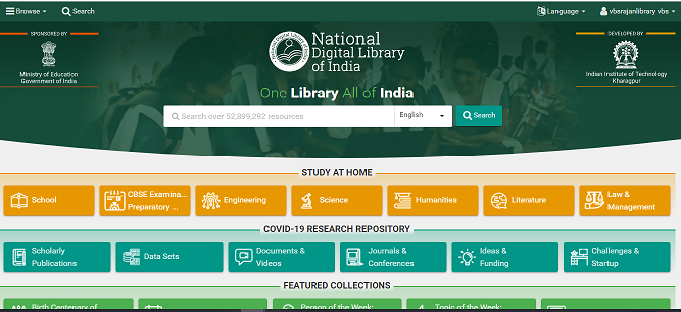 Browse
Search
Language
vbsrajanlibrary vbs
SPONSORED BY
Ministry of Education
Government of India
National
Digital Library
of India
One Library All of India
DEVELOPED BY
Indian Institute of Technology
Kharagpur
Search over 52,899,292 resources
English
Search
STUDY AT HOME
School
CBSE Examina...
Preparatory ...
Engineering
Science
Humanities
Literature
Law &
Management
COVID-19 RESEARCH REPOSITORY
Scholarly
Publications
Data Sets
Documents &
Videos
Journals &
Conferences
Ideas &
Funding
Challenges &
Startup
FEATURED COLLECTIONS
Birth Centenary of
Person of the Week:
Topic of the Week: